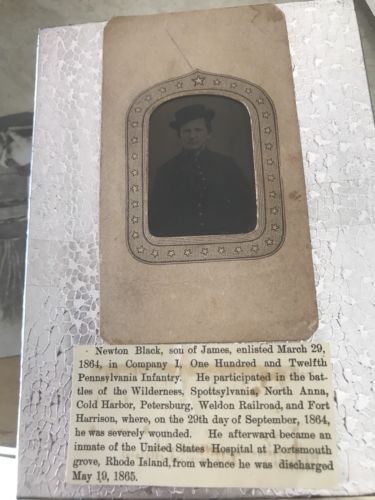 Newton Black, son of James, enlisted March 29,
1864, in Company I, One Hundred and Twelfth
Pennsylvania Infantry. He participated in the bat-
tles of the Wilderness, Spottsylvania, North Anna,
Cold Harbor, Petersburg, Weldon Railroad, and Fort
Harrison, where, on the 29th day of September, 1864,
he was severely wounded. He afterward became an
inmate of the United States Hospital at Portsmouth
grove, Rhode Island, from whence he was discharged
May 19, 1865.